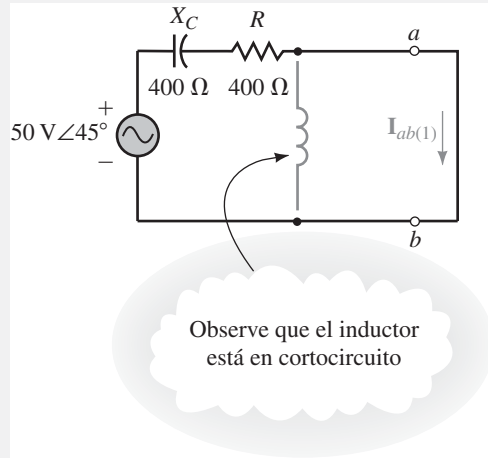 X_C
R
a
400 Ω
400 Ω
+
50 V∠45°
−
I_ab(1)
b
Observe que el inductor
está en cortocircuito